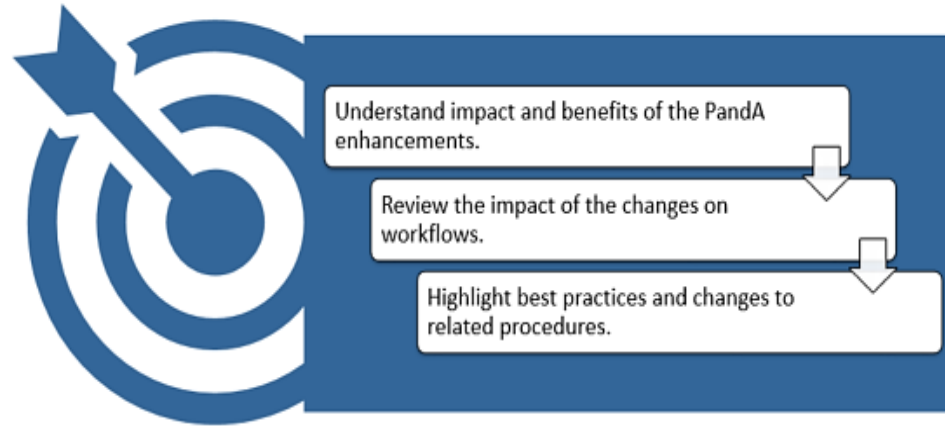 Understand impact and benefits of the PandA
enhancements.
Review the impact of the changes on
workflows.
Highlight best practices and changes to
related procedures.